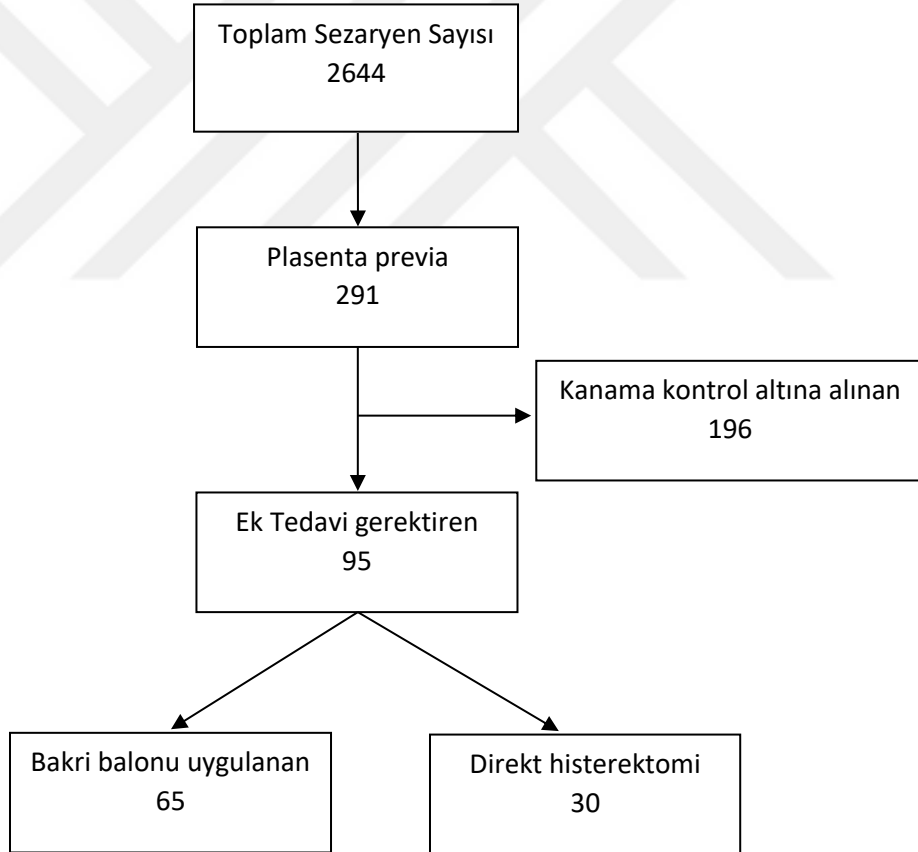 Toplam Sezaryen Sayısı
2644
Plasenta previa
291
Kanama kontrol altına alınan
196
Ek Tedavi gerektiren
95
Bakri balonu uygulanan
65
Direkt histerektomi
30